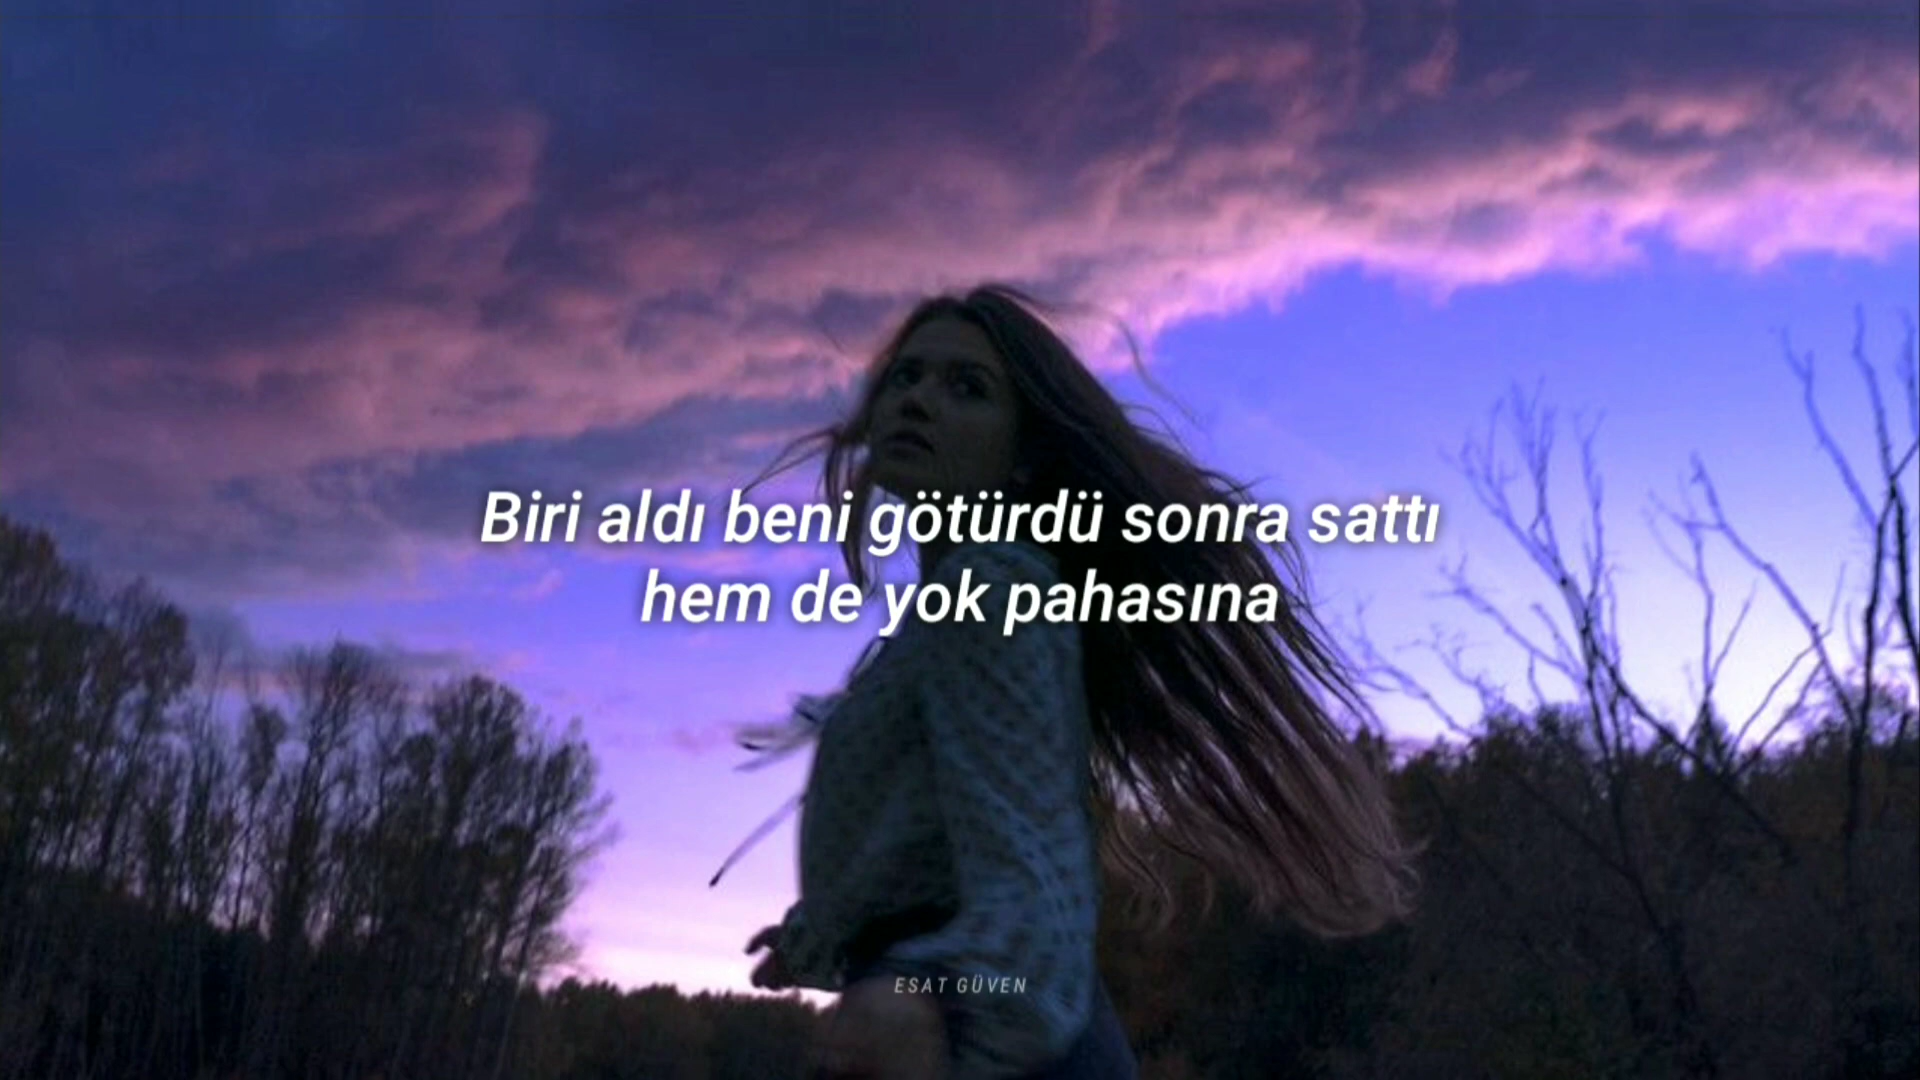 Biri aldı beni götürdü sonra sattı
hem de yok pahasına
ESAT GÜVEN